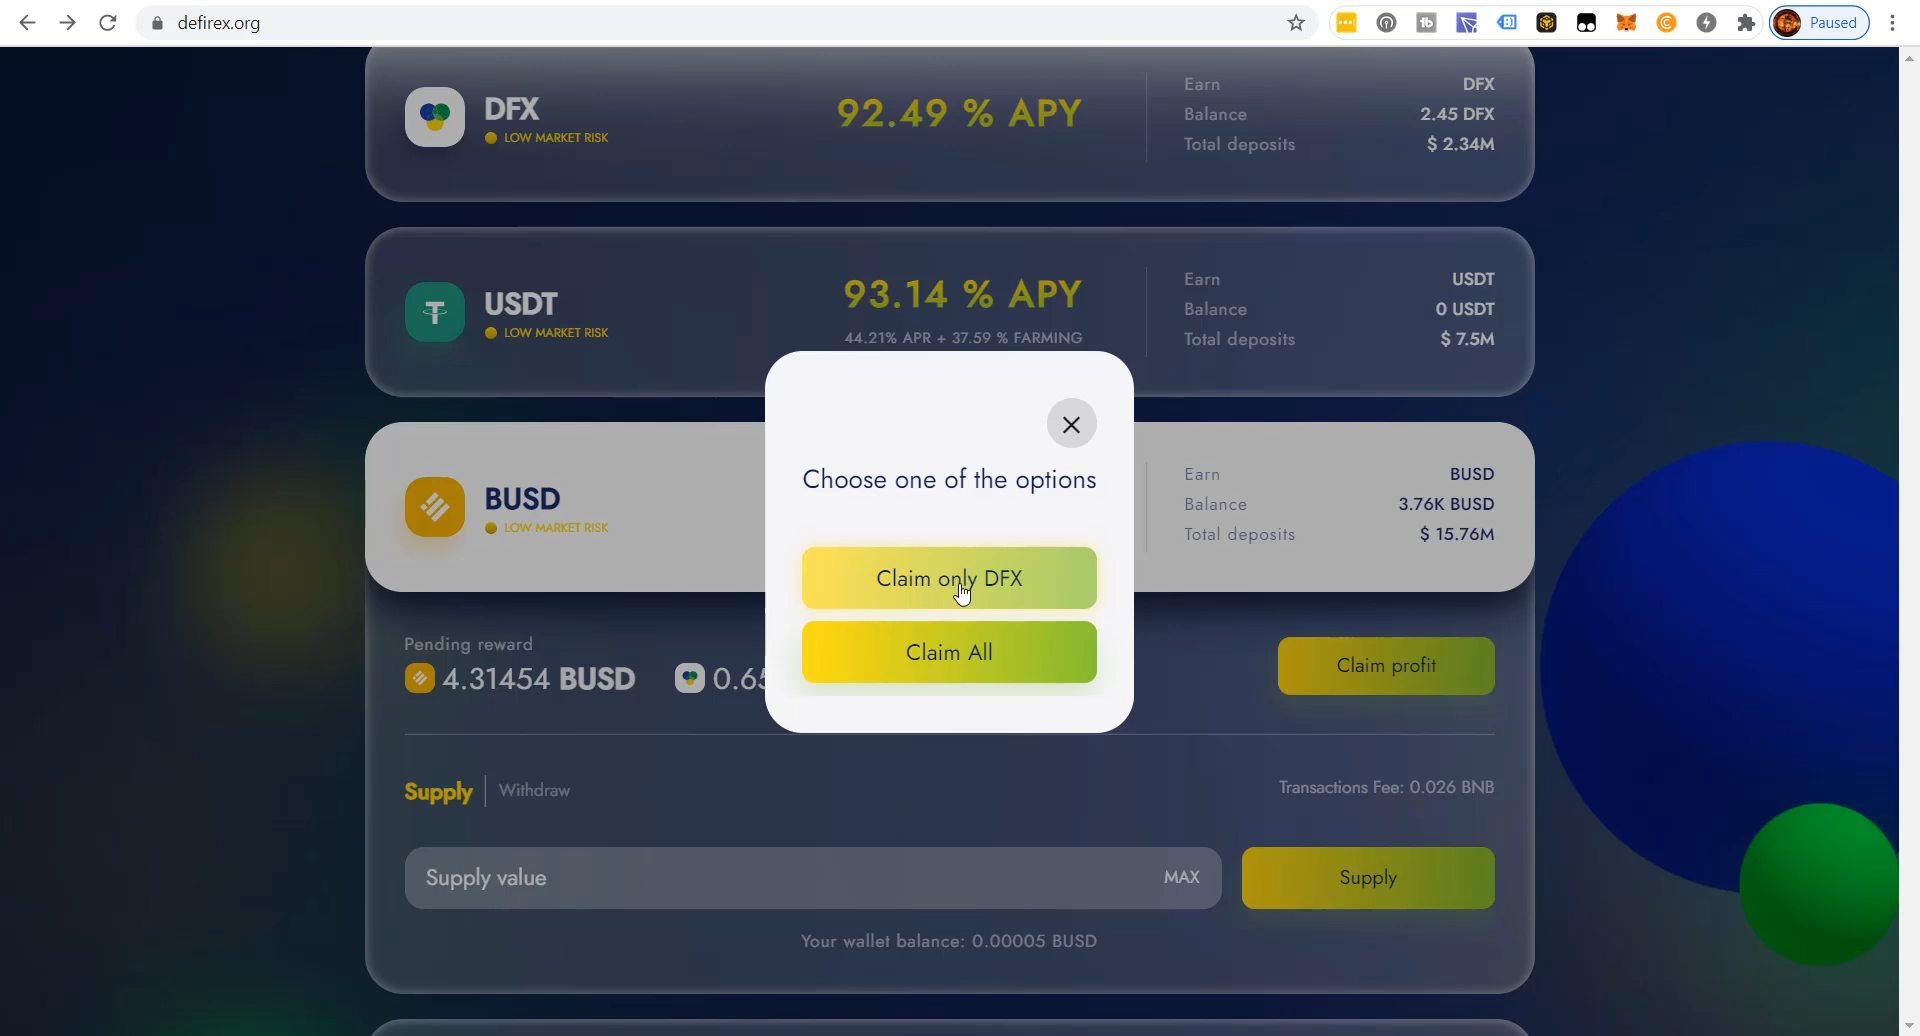 defirex.org
Paused
DFX
LOW MARKET RISK
92.49 % APY
Earn DFX
Balance 2.45 DFX
Total deposits $ 2.34M
USDT
LOW MARKET RISK
93.14 % APY
44.21% APR + 37.59 % FARMING
Earn USDT
Balance 0 USDT
Total deposits $ 7.5M
BUSD
LOW MARKET RISK
Earn BUSD
Balance 3.76K BUSD
Total deposits $ 15.76M
Choose one of the options
Claim only DFX
Claim All
Pending reward
4.31454 BUSD 0.65
Claim profit
Supply Withdraw
Transactions Fee: 0.026 BNB
Supply value MAX
Supply
Your wallet balance: 0.00005 BUSD